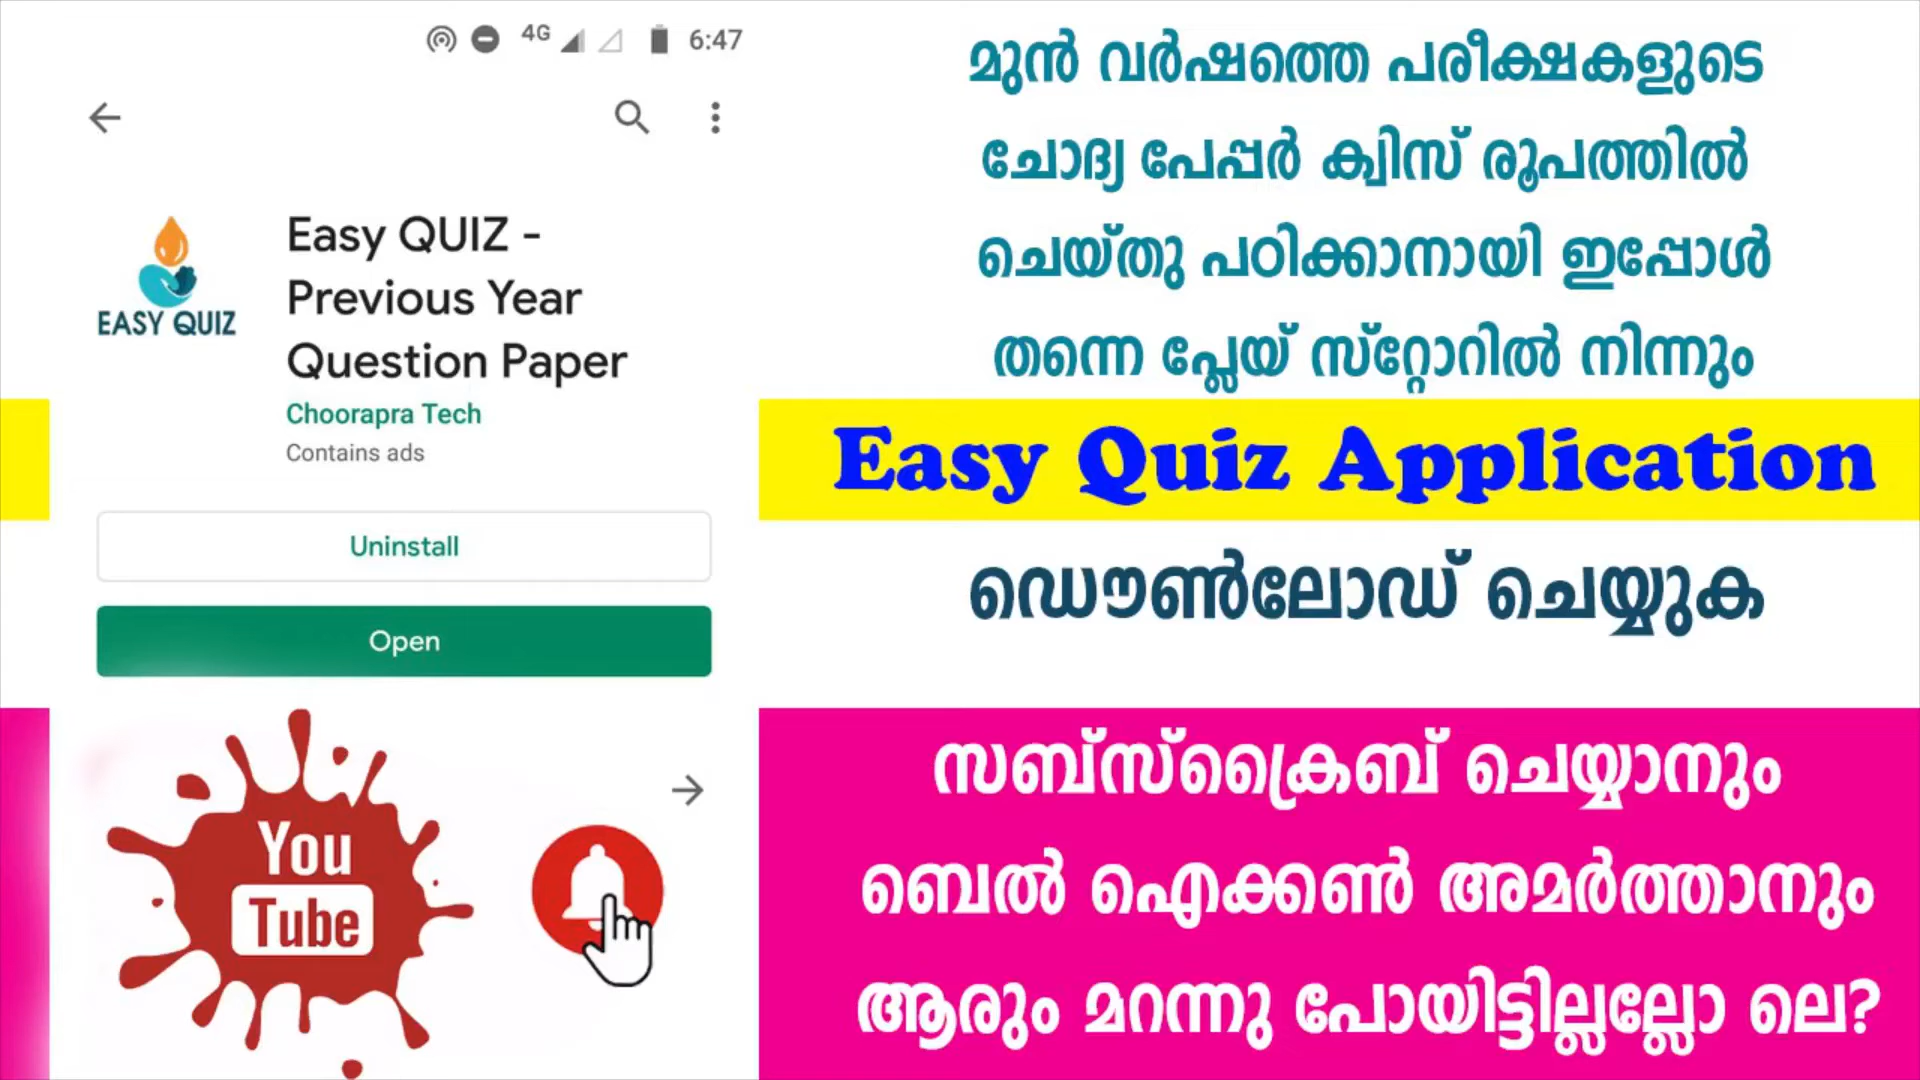 4G 6:47
EASY QUIZ
Easy QUIZ -
Previous Year
Question Paper
Choorapra Tech
Contains ads
Uninstall
Open
You
Tube
മുൻ വർഷത്തെ പരീക്ഷകളുടെ
ചോദ്യ പേപ്പർ ക്വിസ് രൂപത്തിൽ
ചെയ്തു പഠിക്കാനായി ഇപ്പോൾ
തന്നെ പ്ലേയ് സ്റ്റോറിൽ നിന്നും
Easy Quiz Application
ഡൌൺലോഡ് ചെയ്യുക
സബ്സ്ക്രൈബ് ചെയ്യാനും
ബെൽ ഐക്കൺ അമർത്താനും
ആരും മറന്നു പോയിട്ടില്ലല്ലോ ലെ?